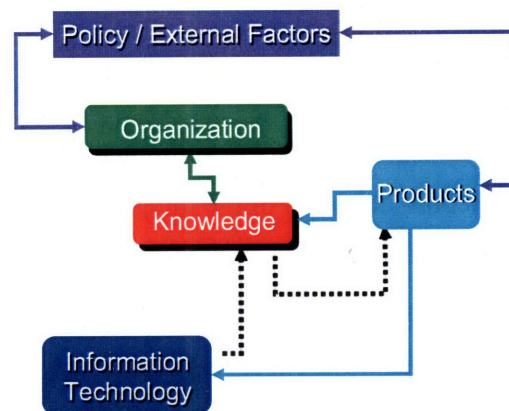 Policy / External Factors
Organization
Products
Knowledge
Information
Technology